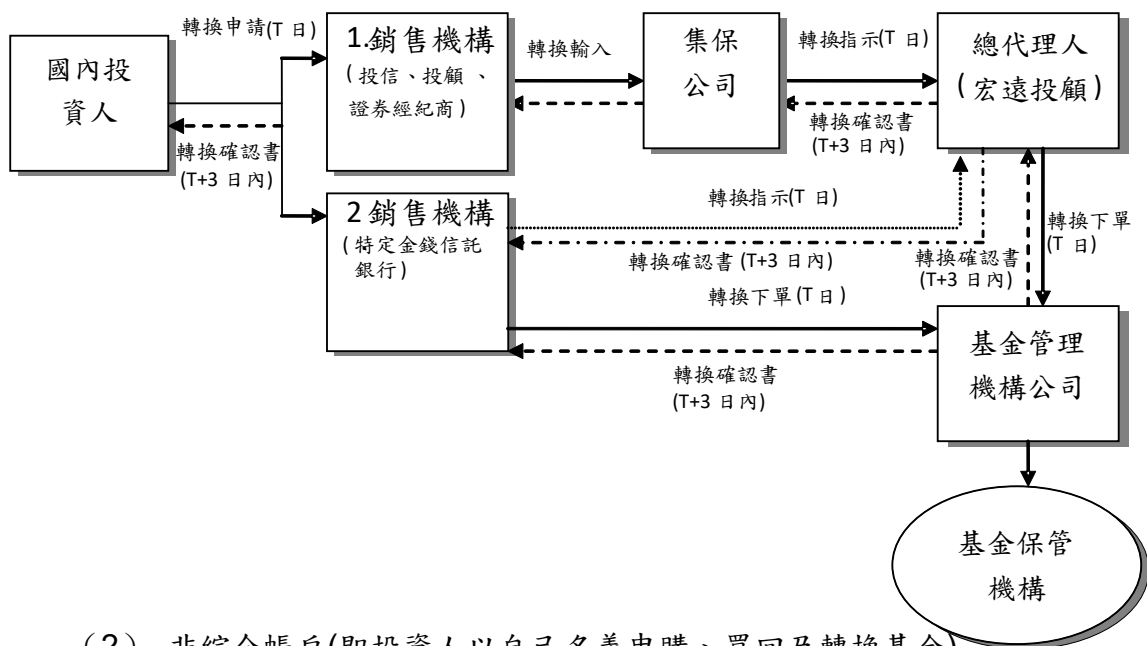 轉換申請(T 日)
國內投
資人
轉換確認書
(T+3 日內)
1.銷售機構
(投信、投顧、
證券經紀商)
轉換輸入
集保
公司
轉換指示(T 日)
轉換確認書
(T+3 日內)
總代理人
(宏遠投顧)
2 銷售機構
(特定金錢信託
銀行)
轉換指示(T 日)
轉換確認書 (T+3 日內)
轉換確認書
(T+3 日內)
轉換下單
(T 日)
轉換下單(T 日)
轉換確認書
(T+3 日內)
基金管理
機構公司
基金保管
機構
(2) 非綜合帳戶(即投資人以自己名義申購、買回及轉換基金)